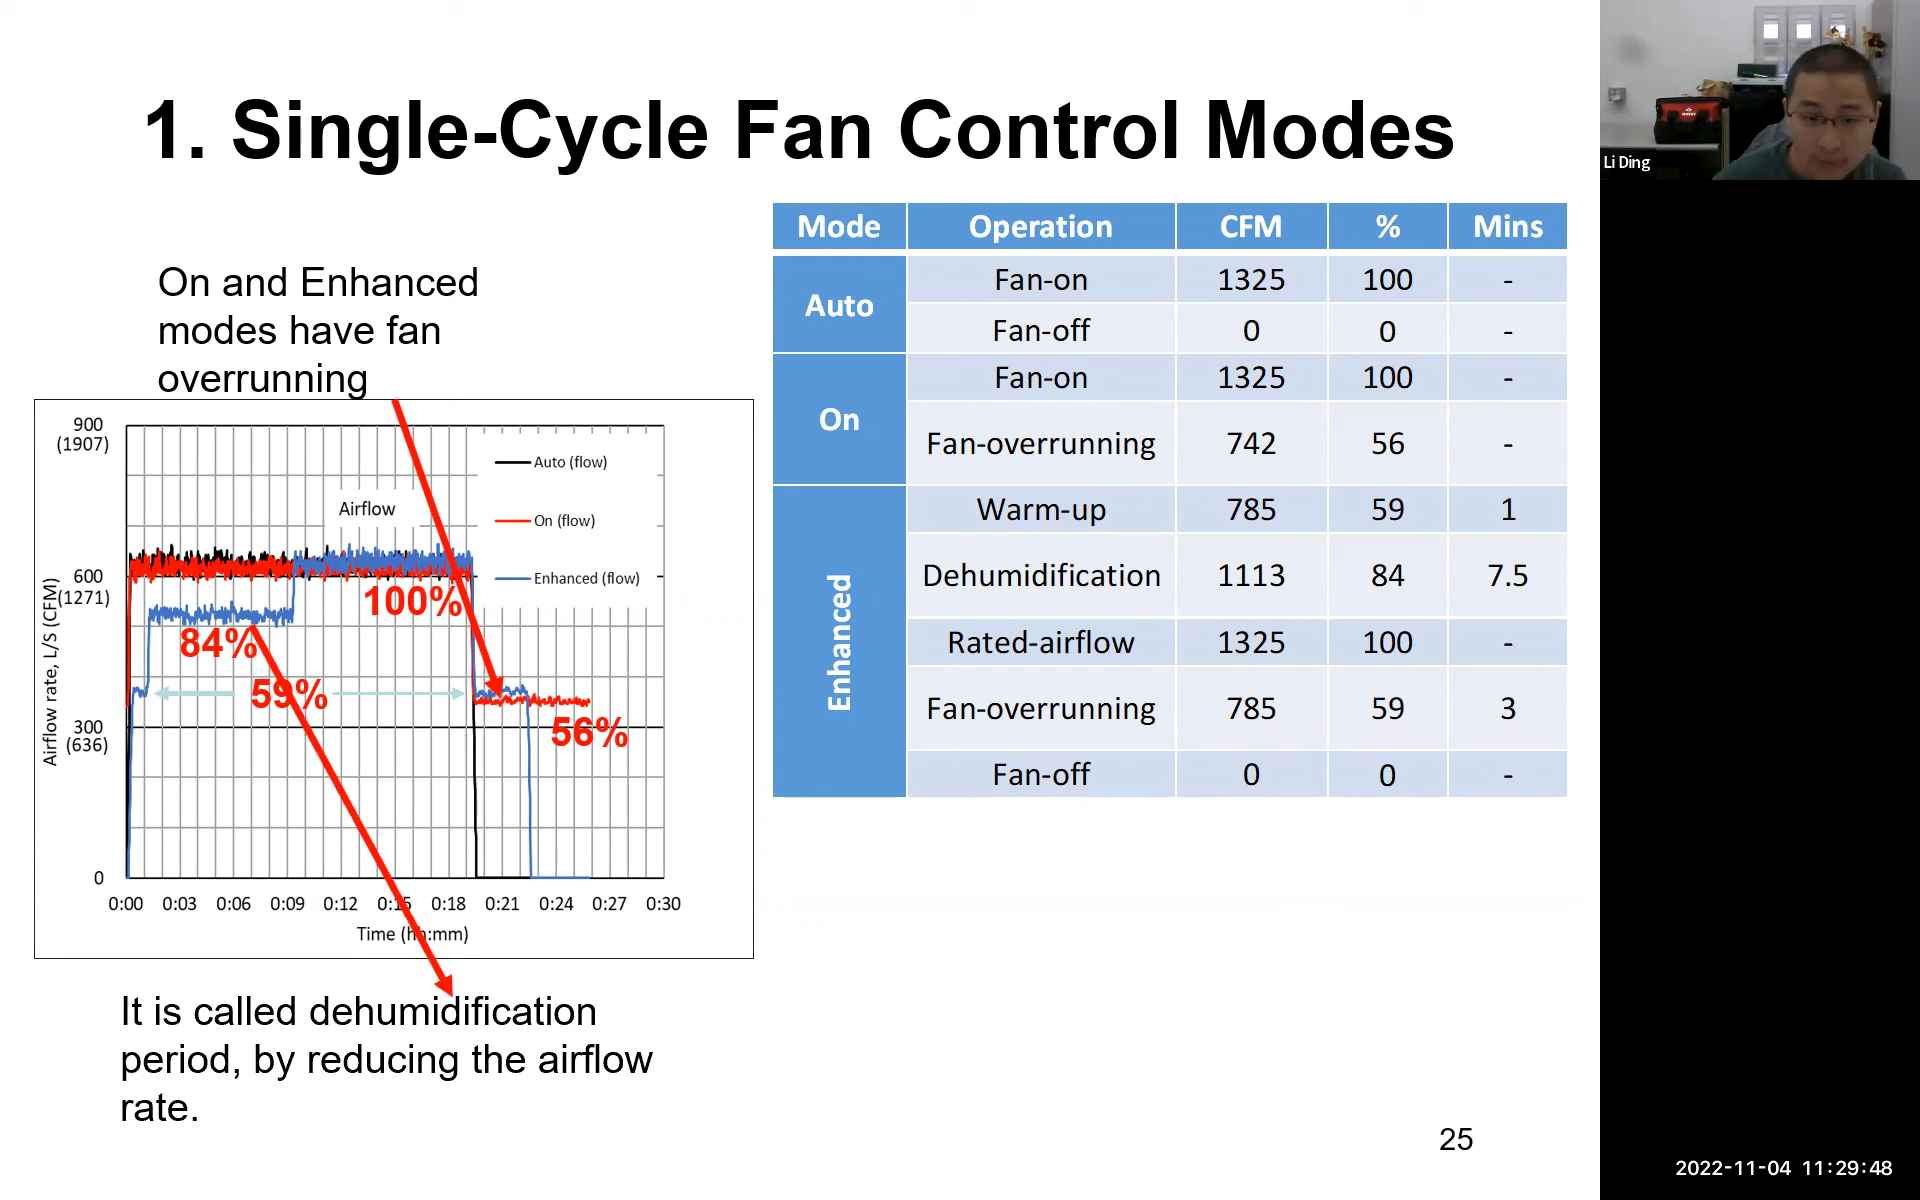 1. Single-Cycle Fan Control Modes
On and Enhanced
modes have fan
overrunning
900
(1907)
600
(1271)
300
(636)
0
Airflow rate, L/S (CFM)
Airflow
Auto (flow)
On (flow)
Enhanced (flow)
100%
84%
59%
56%
0:00 0:03 0:06 0:09 0:12 0:15 0:18 0:21 0:24 0:27 0:30
Time (hh:mm)
It is called dehumidification
period, by reducing the airflow
rate.
Mode Operation CFM % Mins
Auto
Fan-on 1325 100 -
Fan-off 0 0 -
On
Fan-on 1325 100 -
Fan-overrunning 742 56 -
Enhanced
Warm-up 785 59 1
Dehumidification 1113 84 7.5
Rated-airflow 1325 100 -
Fan-overrunning 785 59 3
Fan-off 0 0 -
25
Li Ding
2022-11-04 11:29:48